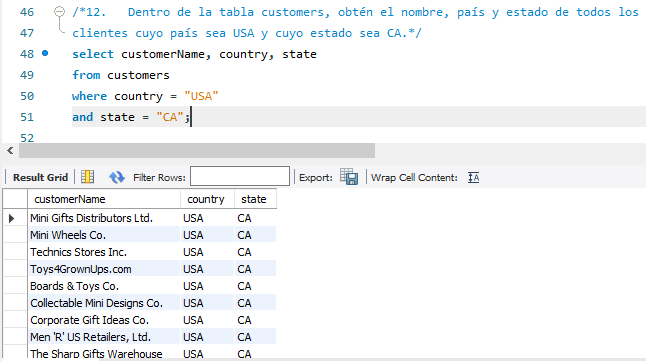 46 /*12. Dentro de la tabla customers, obtén el nombre, país y estado de todos los
47 clientes cuyo país sea USA y cuyo estado sea CA.*/
48 select customerName, country, state
49 from customers
50 where country = "USA"
51 and state = "CA";
52
Result Grid Filter Rows: Export: Wrap Cell Content:
customerName country state
Mini Gifts Distributors Ltd. USA CA
Mini Wheels Co. USA CA
Technics Stores Inc. USA CA
Toys4GrownUps.com USA CA
Boards & Toys Co. USA CA
Collectable Mini Designs Co. USA CA
Corporate Gift Ideas Co. USA CA
Men 'R' US Retailers, Ltd. USA CA
The Sharp Gifts Warehouse USA CA